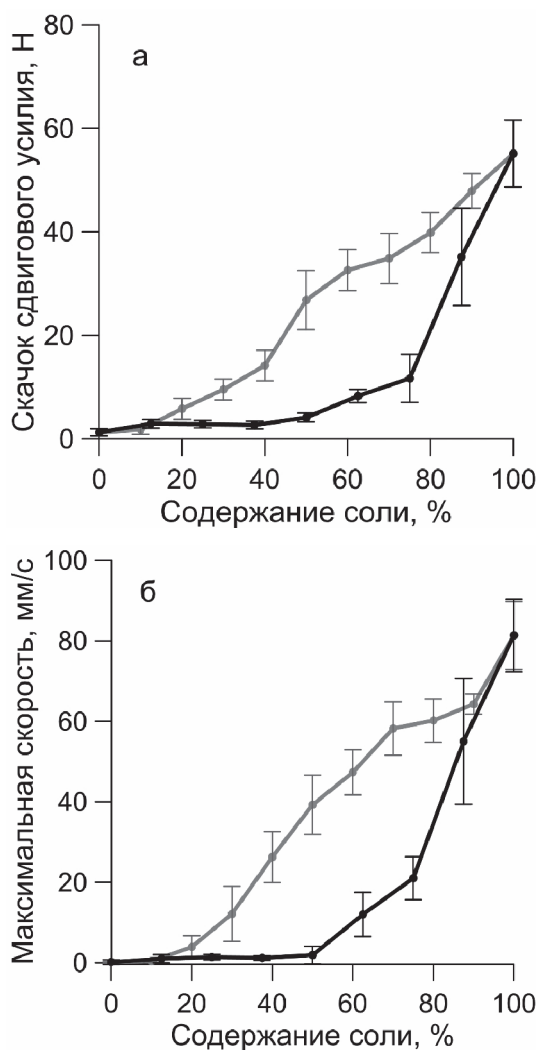 80
60
40
20
0
Скачок сдвигового усилия, Н
а
0 20 40 60 80 100
Содержание соли, %
100
80
60
40
20
0
Максимальная скорость, мм/с
б
0 20 40 60 80 100
Содержание соли, %